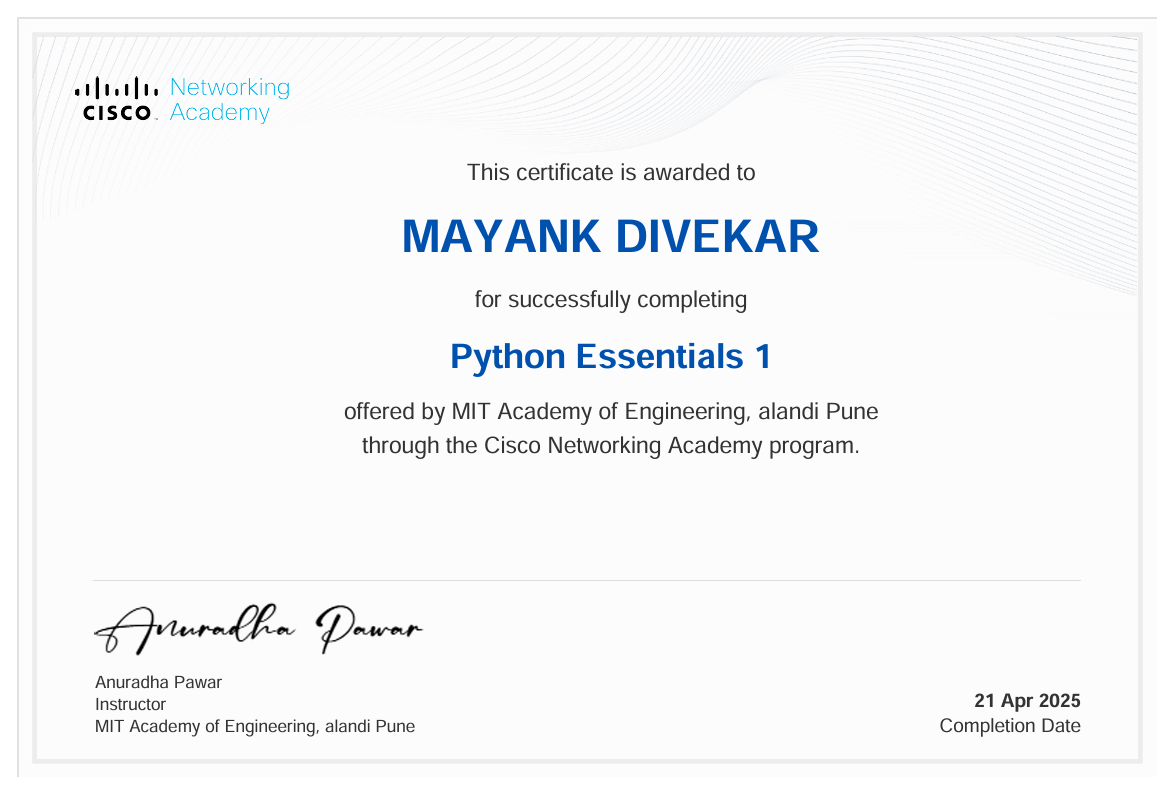 Networking
CISCO Academy
This certificate is awarded to
MAYANK DIVEKAR
for successfully completing
Python Essentials 1
offered by MIT Academy of Engineering, alandi Pune
through the Cisco Networking Academy program.
Anuradha Pawar
Anuradha Pawar
Instructor
MIT Academy of Engineering, alandi Pune
21 Apr 2025
Completion Date